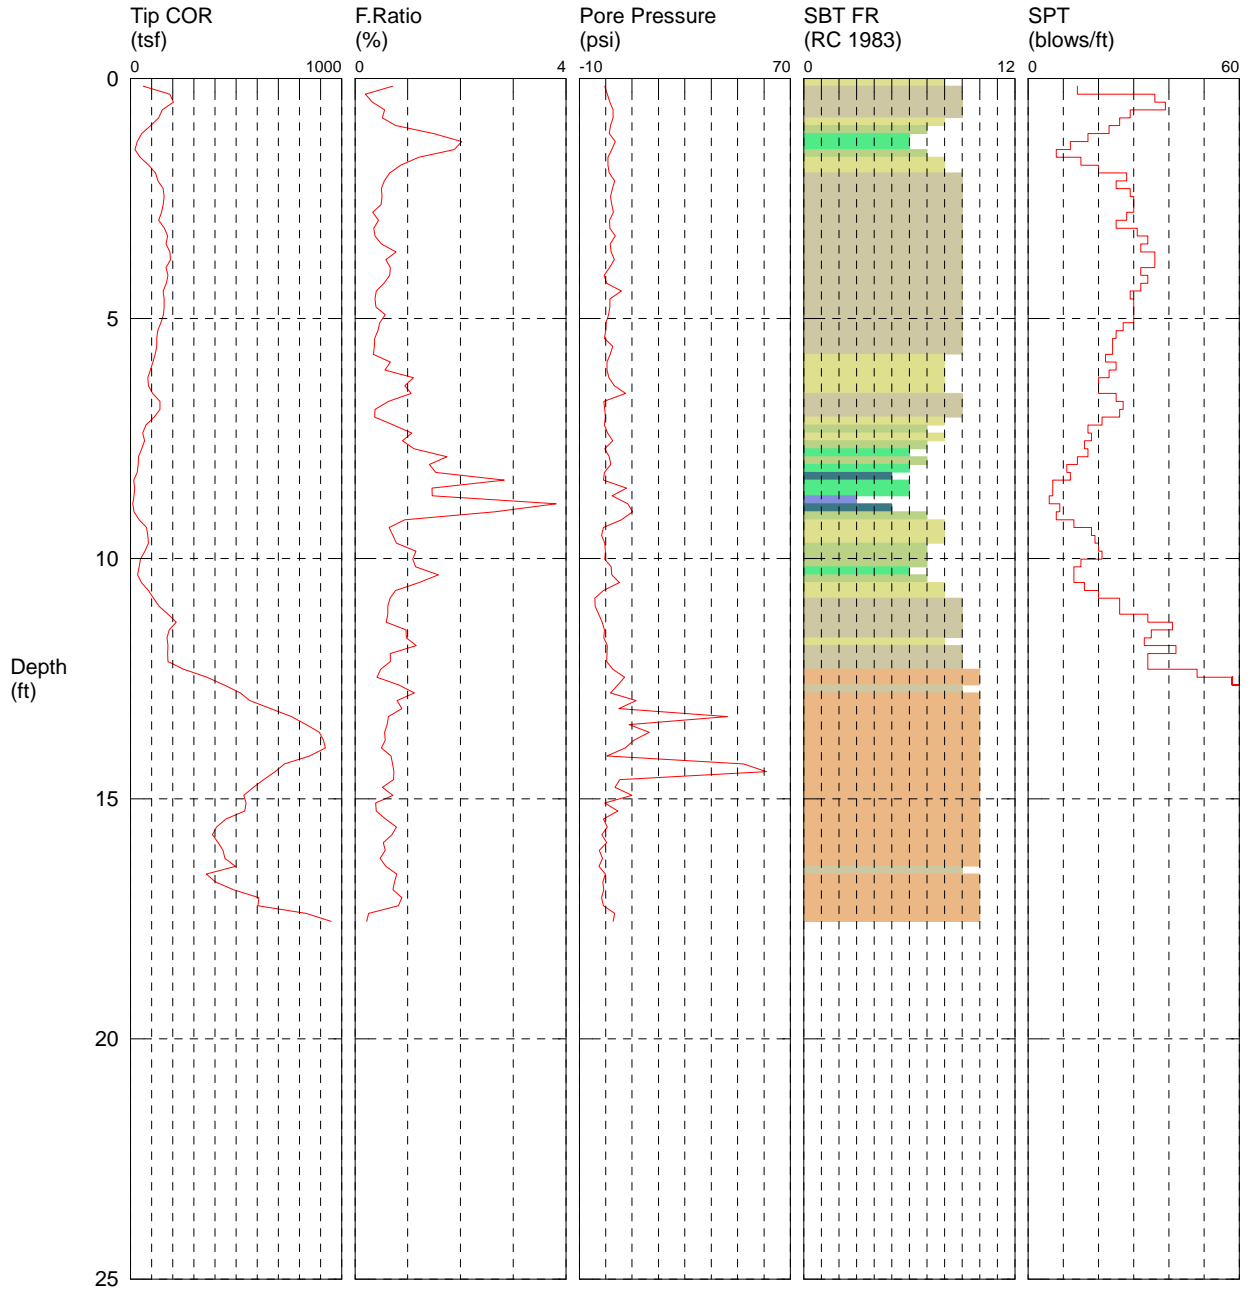 Tip COR F.Ratio Pore Pressure SBT FR SPT
(tsf) (%) (psi) (RC 1983) (blows/ft)
0 1000 0 4 -10 70 0 12 0 60
0
5
10
Depth
(ft)
15
20
25